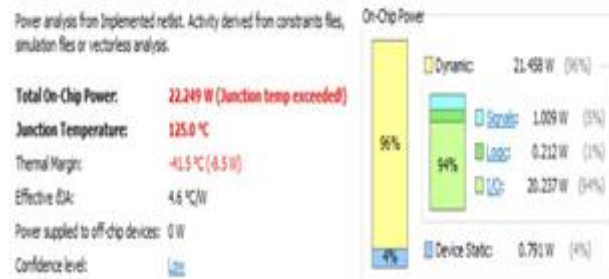 Power analysis from Implemented netlist. Activity derived from constraints files,
simulation files or vectorless analysis.
Total On-Chip Power: 22.249 W (Junction temp exceeded!)
Junction Temperature: 125.0 °C
Thermal Margin: -41.5 °C (-8.5 W)
Effective ϑJA: 4.6 °C/W
Power supplied to off-chip devices: 0 W
Confidence level: Low
On-Chip Power
96%
4%
Dynamic: 21.458 W (96%)
94%
Signals: 1.009 W (5%)
Logic: 0.212 W (1%)
I/O: 20.237 W (94%)
Device Static: 0.791 W (4%)